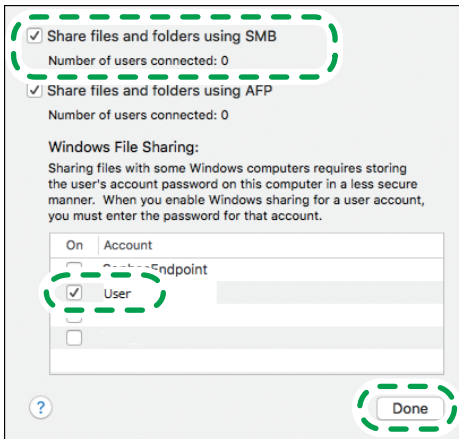 Share files and folders using SMB
Number of users connected: 0
Share files and folders using AFP
Number of users connected: 0
Windows File Sharing:
Sharing files with some Windows computers requires storing
the user's account password on this computer in a less secure
manner. When you enable Windows sharing for a user account,
you must enter the password for that account.
On Account
SophosEndpoint
User
?
Done